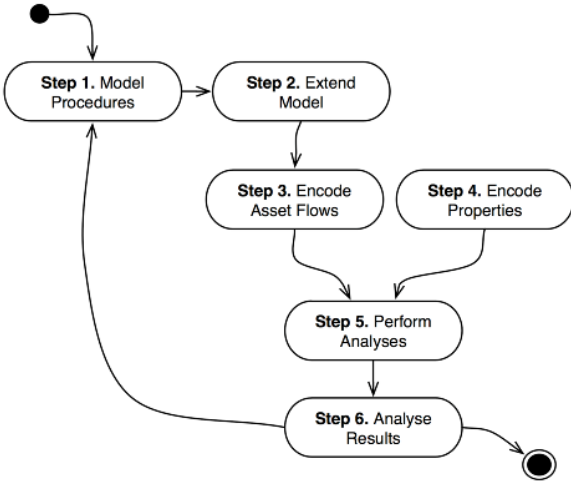 Step 1. Model
Procedures
Step 2. Extend
Model
Step 3. Encode
Asset Flows
Step 4. Encode
Properties
Step 5. Perform
Analyses
Step 6. Analyse
Results